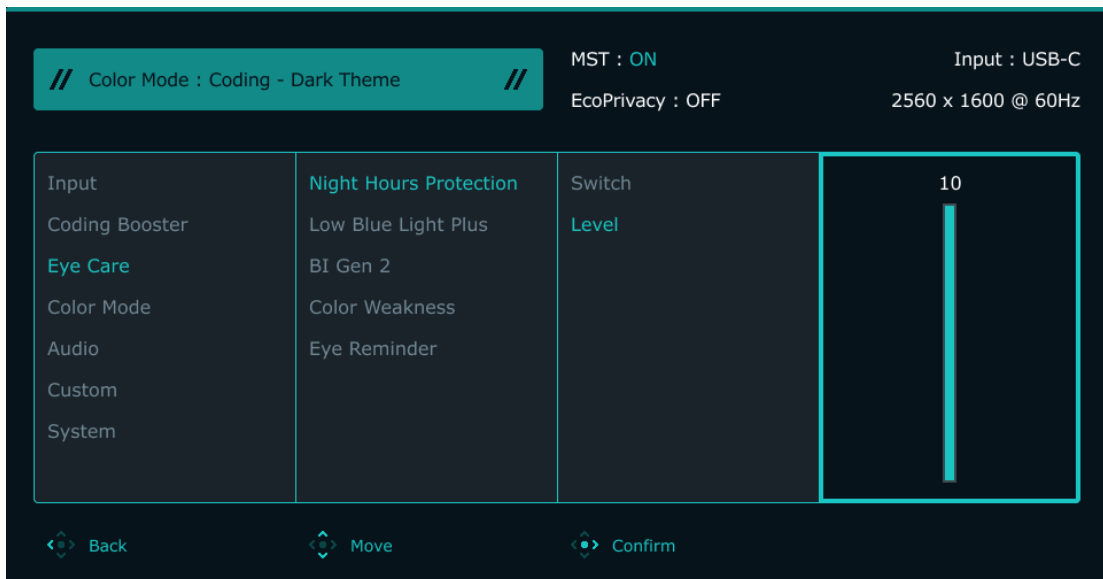 Color Mode : Coding - Dark Theme
MST : ON
Input : USB-C
EcoPrivacy : OFF
2560 x 1600 @ 60Hz
Input
Coding Booster
Eye Care
Color Mode
Audio
Custom
System
Night Hours Protection
Low Blue Light Plus
BI Gen 2
Color Weakness
Eye Reminder
Switch
Level
10
Back
Move
Confirm